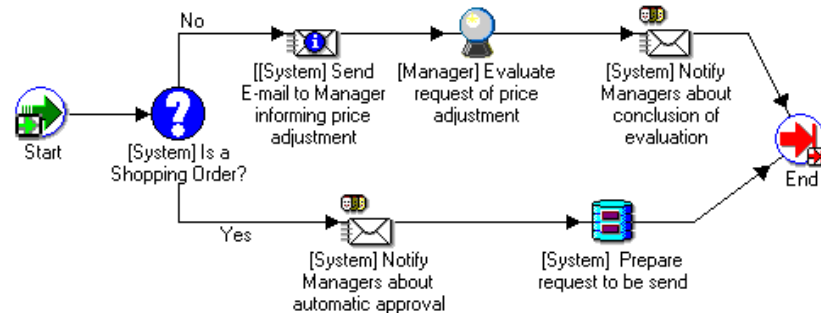 No
[[System] Send
E-mail to Manager
informing price
adjustment
[Manager] Evaluate
request of price
adjustment
[System] Notify
Managers about
conclusion of
evaluation
Start
[System] Is a
Shopping Order?
End
Yes
[System] Notify
Managers about
automatic approval
[System]  Prepare
request to be send